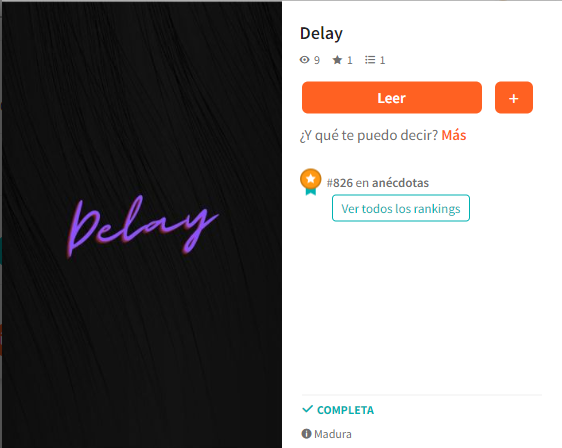 Delay
Delay
9 1 1
Leer +
¿Y qué te puedo decir? Más
#826 en anécdotas
Ver todos los rankings
COMPLETA
Madura